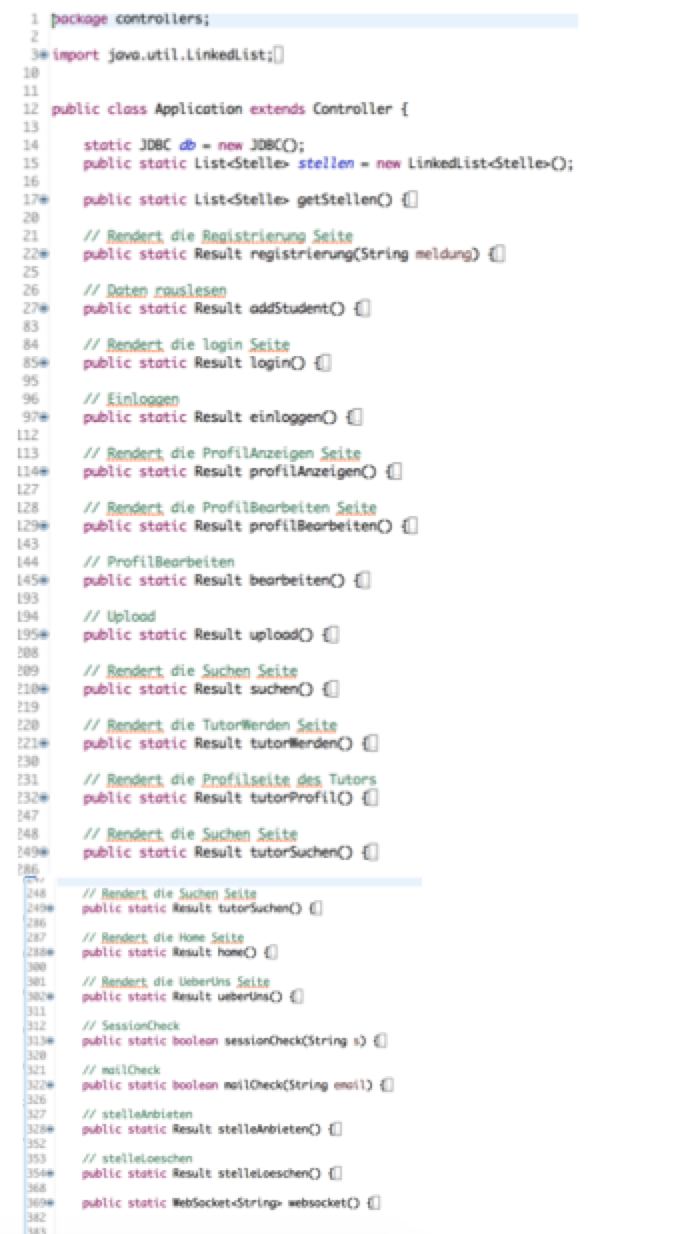 1 package controllers;
2
3 import java.util.LinkedList;
10
11
12 public class Application extends Controller {
13
14 static JDBC db = new JDBC();
15 public static List<Stelle> stellen = new LinkedList<Stelle>();
16
17 public static List<Stelle> getStellen() {
20
21 // Rendert die Registrierung Seite
22 public static Result registrierung(String meldung) {
25
26 // Daten rauslesen
27 public static Result addStudent() {
83
84 // Rendert die login Seite
85 public static Result login() {
95
96 // Einloggen
97 public static Result einloggen() {
112
113 // Rendert die ProfilAnzeigen Seite
114 public static Result profilAnzeigen() {
127
128 // Rendert die ProfilBearbeiten Seite
129 public static Result profilBearbeiten() {
143
144 // ProfilBearbeiten
145 public static Result bearbeiten() {
193
194 // Upload
195 public static Result upload() {
208
209 // Rendert die Suchen Seite
210 public static Result suchen() {
219
220 // Rendert die TutorWerden Seite
221 public static Result tutorWerden() {
230
231 // Rendert die Profilseite des Tutors
232 public static Result tutorProfil() {
247
248 // Rendert die Suchen Seite
249 public static Result tutorSuchen() {
286
248 // Rendert die Suchen Seite
249 public static Result tutorSuchen() {
286
287 // Rendert die Home Seite
288 public static Result home() {
300
301 // Rendert die UeberUns Seite
302 public static Result ueberUns() {
311
312 // SessionCheck
313 public static boolean sessionCheck(String s) {
320
321 // mailCheck
322 public static boolean mailCheck(String email) {
326
327 // stelleAnbieten
328 public static Result stelleAnbieten() {
352
353 // stelleLoeschen
354 public static Result stelleLoeschen() {
368
369 public static WebSocket<String> websocket() {
382
383